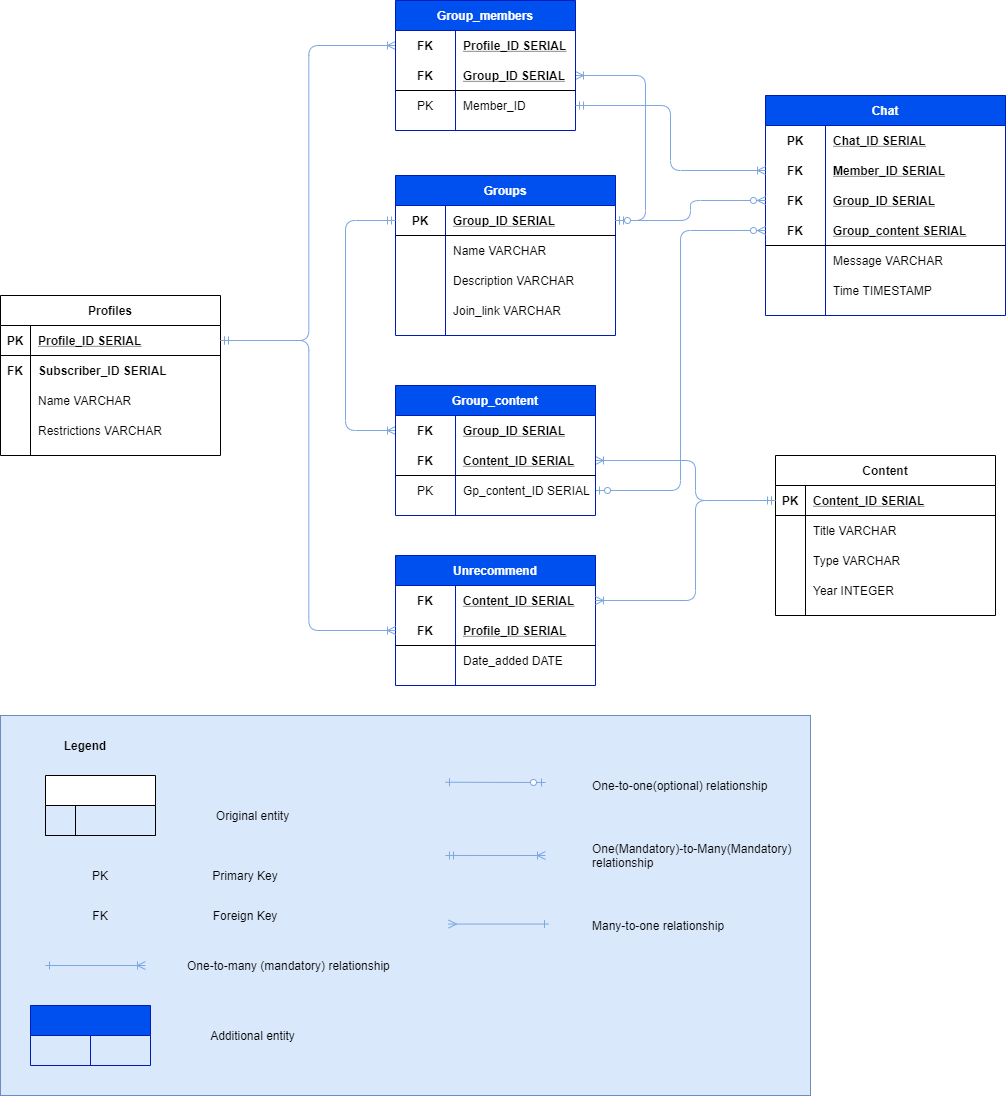 Group_members
FK Profile_ID SERIAL
FK Group_ID SERIAL
PK Member_ID
Chat
PK Chat_ID SERIAL
FK Member_ID SERIAL
FK Group_ID SERIAL
FK Group_content SERIAL
Message VARCHAR
Time TIMESTAMP
Groups
PK Group_ID SERIAL
Name VARCHAR
Description VARCHAR
Join_link VARCHAR
Profiles
PK Profile_ID SERIAL
FK Subscriber_ID SERIAL
Name VARCHAR
Restrictions VARCHAR
Group_content
FK Group_ID SERIAL
FK Content_ID SERIAL
PK Gp_content_ID SERIAL
Content
PK Content_ID SERIAL
Title VARCHAR
Type VARCHAR
Year INTEGER
Unrecommend
FK Content_ID SERIAL
FK Profile_ID SERIAL
Date_added DATE
Legend
Original entity
PK Primary Key
FK Foreign Key
One-to-many (mandatory) relationship
Additional entity
One-to-one(optional) relationship
One(Mandatory)-to-Many(Mandatory)
relationship
Many-to-one relationship